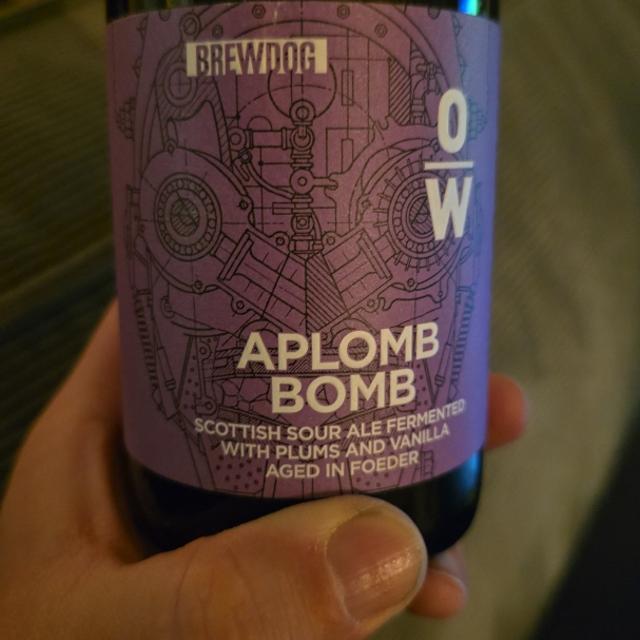 BREWDOG
O
W
APLOMB
BOMB
SCOTTISH SOUR ALE FERMENTED
WITH PLUMS AND VANILLA
AGED IN FOEDER